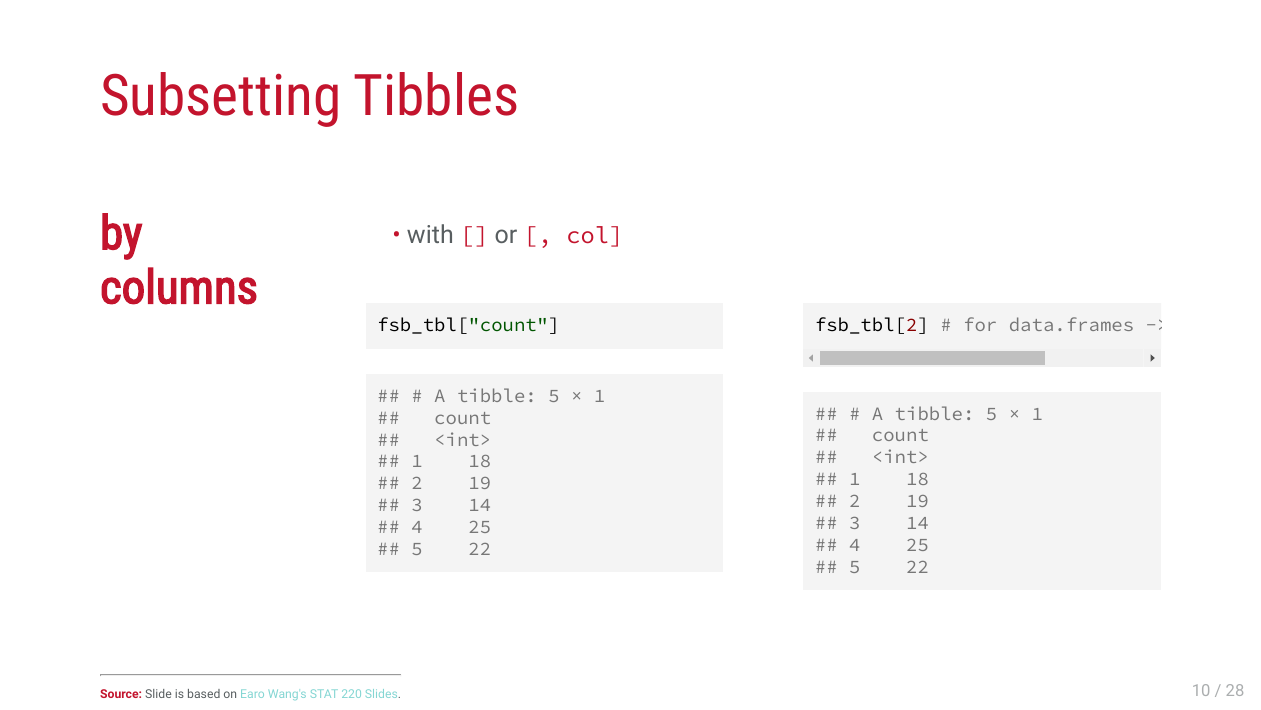 Subsetting Tibbles
by
columns
• with [] or [, col]
fsb_tbl["count"]
## # A tibble: 5 × 1
##   count
##   <int>
## 1    18
## 2    19
## 3    14
## 4    25
## 5    22
fsb_tbl[2] # for data.frames ->
## # A tibble: 5 × 1
##   count
##   <int>
## 1    18
## 2    19
## 3    14
## 4    25
## 5    22
Source: Slide is based on Earo Wang's STAT 220 Slides.
10 / 28